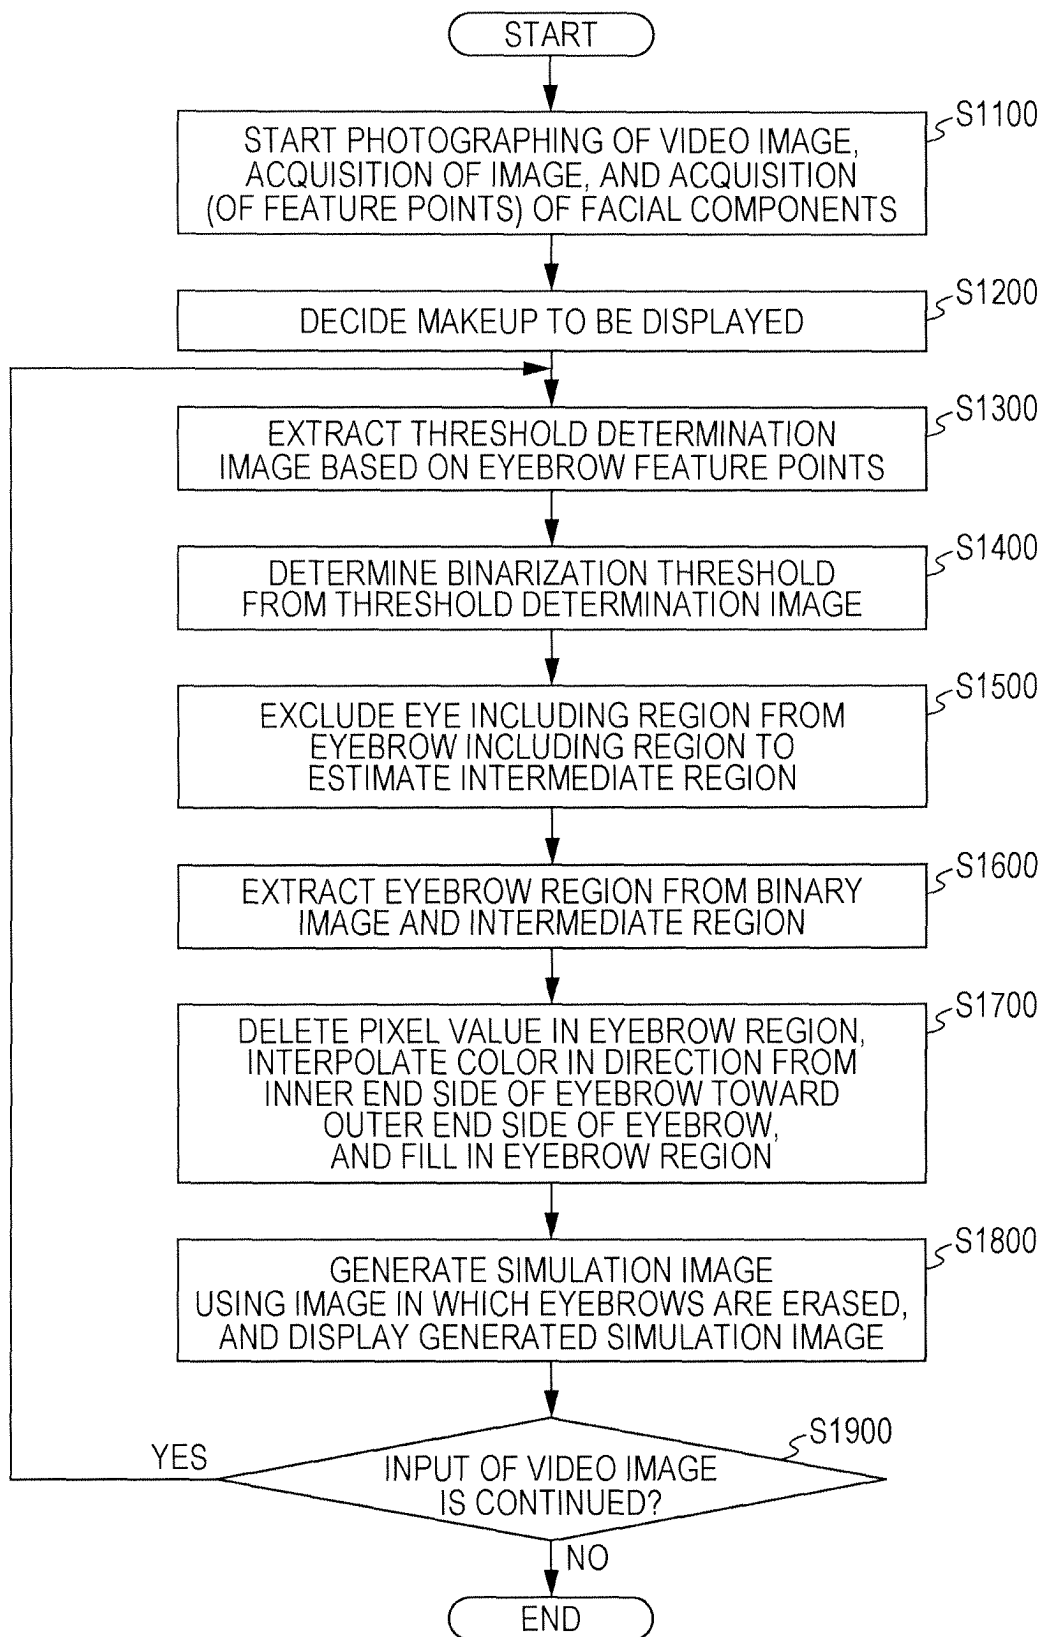 START
S1100
START PHOTOGRAPHING OF VIDEO IMAGE,
ACQUISITION OF IMAGE, AND ACQUISITION
(OF FEATURE POINTS) OF FACIAL COMPONENTS
S1200
DECIDE MAKEUP TO BE DISPLAYED
S1300
EXTRACT THRESHOLD DETERMINATION
IMAGE BASED ON EYEBROW FEATURE POINTS
S1400
DETERMINE BINARIZATION THRESHOLD
FROM THRESHOLD DETERMINATION IMAGE
S1500
EXCLUDE EYE INCLUDING REGION FROM
EYEBROW INCLUDING REGION TO
ESTIMATE INTERMEDIATE REGION
S1600
EXTRACT EYEBROW REGION FROM BINARY
IMAGE AND INTERMEDIATE REGION
S1700
DELETE PIXEL VALUE IN EYEBROW REGION,
INTERPOLATE COLOR IN DIRECTION FROM
INNER END SIDE OF EYEBROW TOWARD
OUTER END SIDE OF EYEBROW,
AND FILL IN EYEBROW REGION
S1800
GENERATE SIMULATION IMAGE
USING IMAGE IN WHICH EYEBROWS ARE ERASED,
AND DISPLAY GENERATED SIMULATION IMAGE
S1900
YES
INPUT OF VIDEO IMAGE
IS CONTINUED?
NO
END